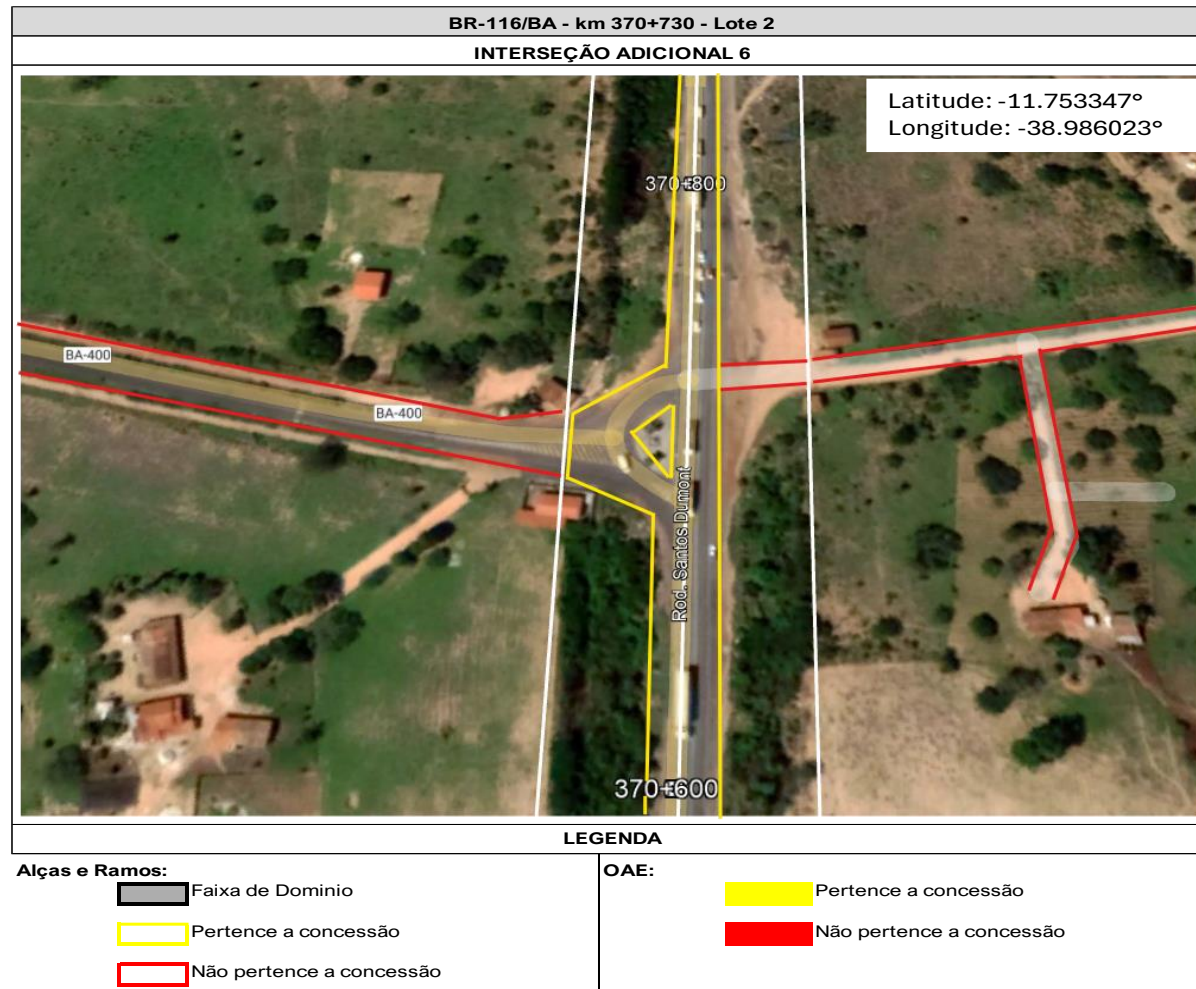 BR-116/BA - km 370+730 - Lote 2
INTERSEÇÃO ADICIONAL 6
Latitude: -11.753347°
Longitude: -38.986023°
370+800
BA-400
BA-400
Rod. Santos Dumont
370+600
LEGENDA
Alças e Ramos:
Faixa de Dominio
Pertence a concessão
Não pertence a concessão
OAE:
Pertence a concessão
Não pertence a concessão